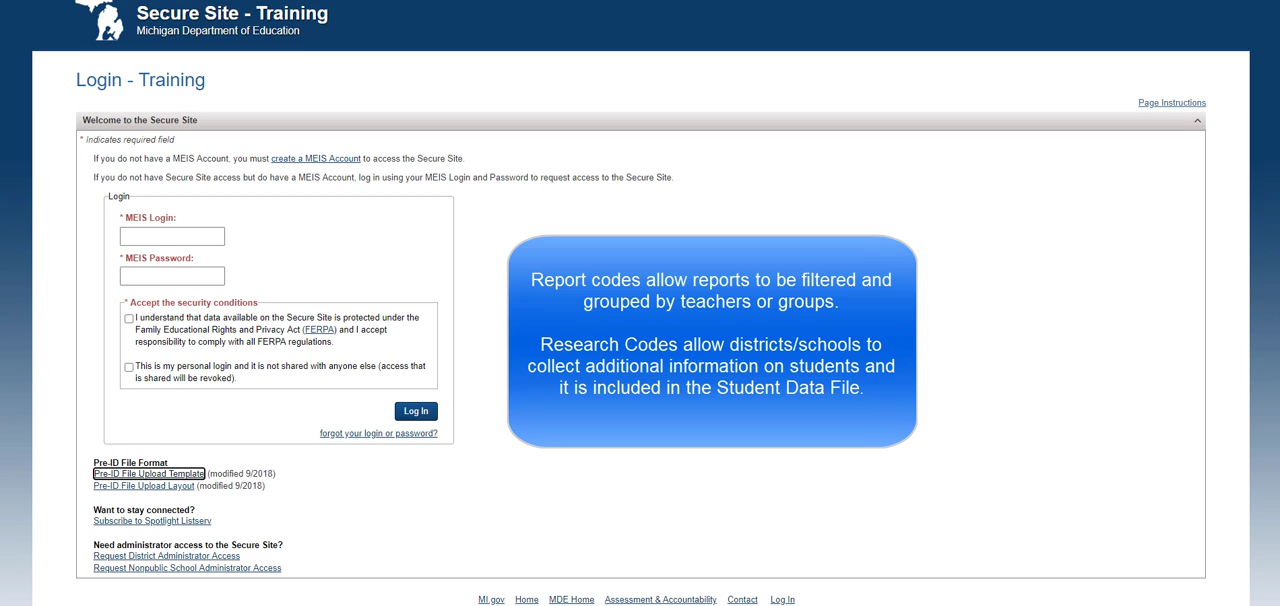 Secure Site - Training
Michigan Department of Education
Login - Training
Page Instructions
Welcome to the Secure Site
* Indicates required field
If you do not have a MEIS Account, you must create a MEIS Account to access the Secure Site.
If you do not have Secure Site access but do have a MEIS Account, log in using your MEIS Login and Password to request access to the Secure Site.
Login
* MEIS Login:
* MEIS Password:
* Accept the security conditions
I understand that data available on the Secure Site is protected under the
Family Educational Rights and Privacy Act (FERPA) and I accept
responsibility to comply with all FERPA regulations.
This is my personal login and it is not shared with anyone else (access that
is shared will be revoked).
Log In
forgot your login or password?
Report codes allow reports to be filtered and
grouped by teachers or groups.
Research Codes allow districts/schools to
collect additional information on students and
it is included in the Student Data File.
Pre-ID File Format
Pre-ID File Upload Template (modified 9/2018)
Pre-ID File Upload Layout (modified 9/2018)
Want to stay connected?
Subscribe to Spotlight Listserv
Need administrator access to the Secure Site?
Request District Administrator Access
Request Nonpublic School Administrator Access
MI.gov Home MDE Home Assessment & Accountability Contact Log In